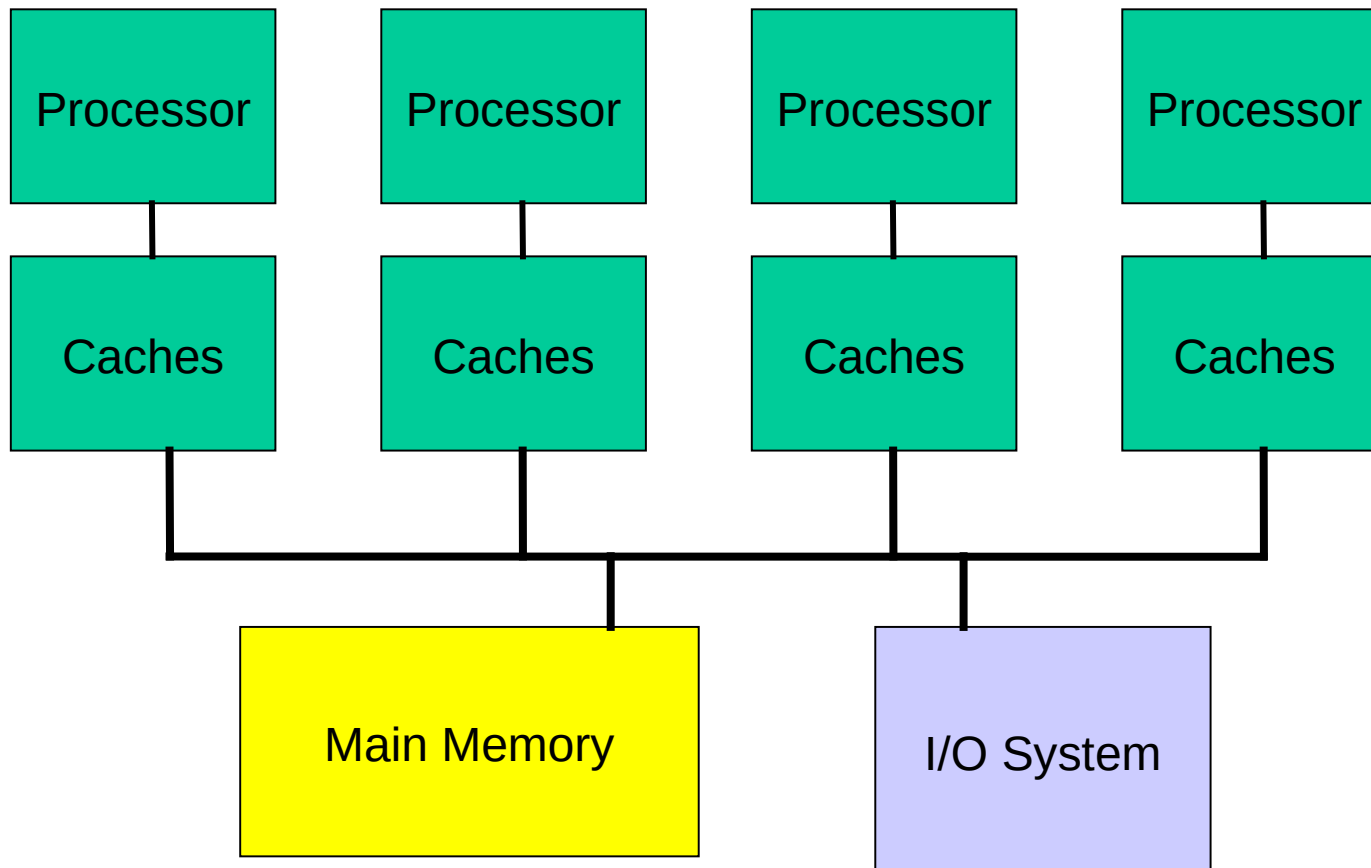 Processor
Processor
Processor
Processor
Caches
Caches
Caches
Caches
Main Memory
I/O System